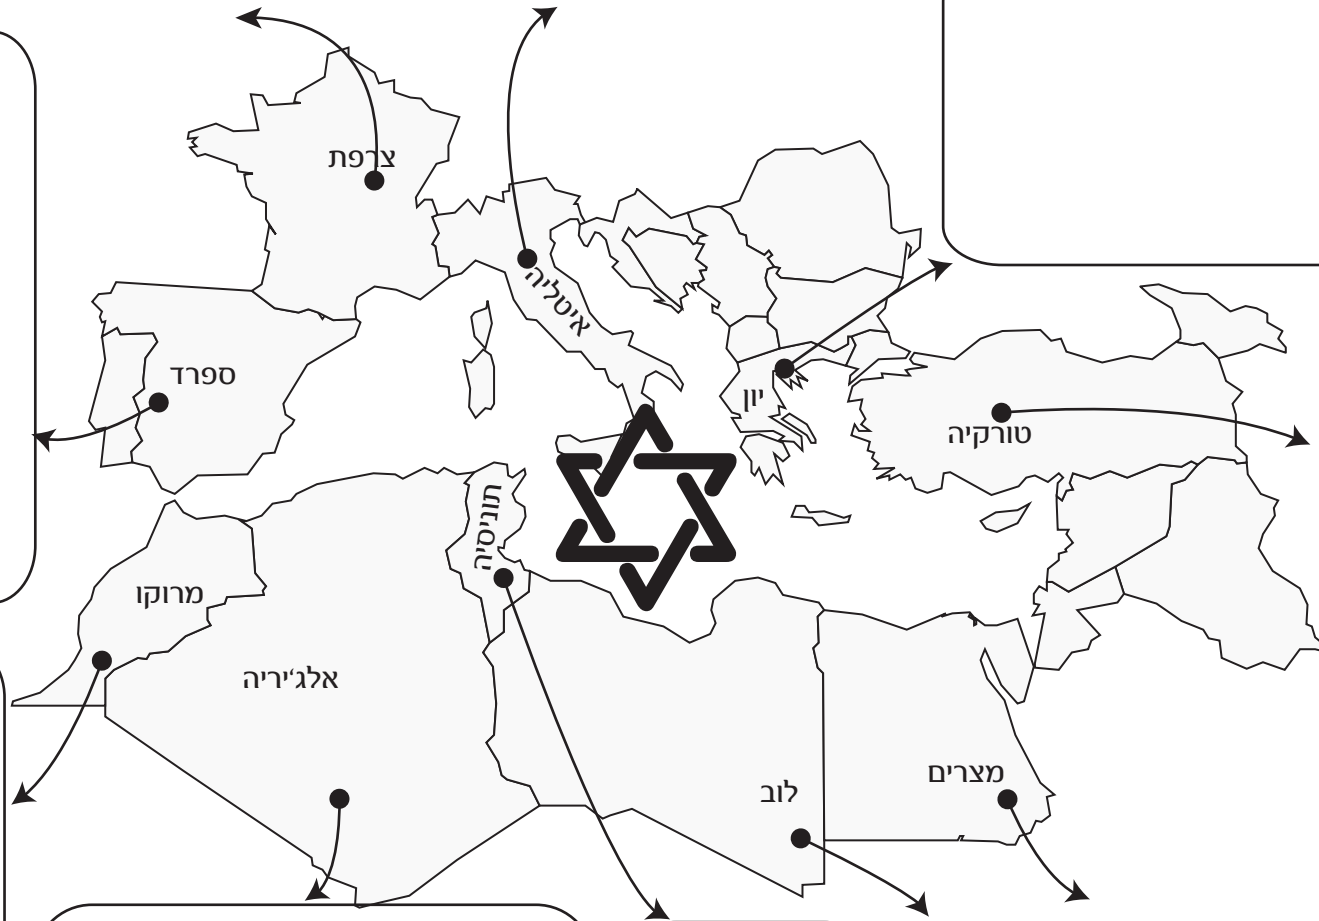 צרפת
איטליה
ספרד
יון
טורקיה
תוניסיה
מרוקו
אלג'יריה
לוב
מצרים